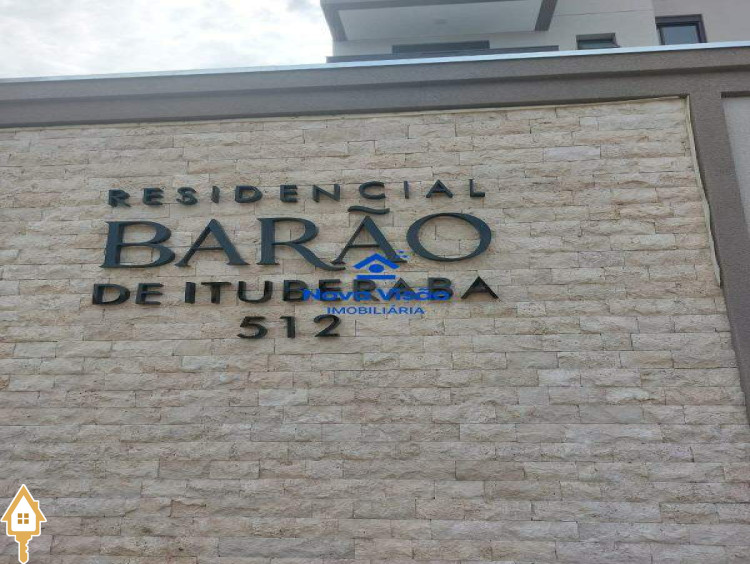 RESIDENCIAL
BARÃO
DE ITUBERABA
Nova Visão
IMOBILIÁRIA
512